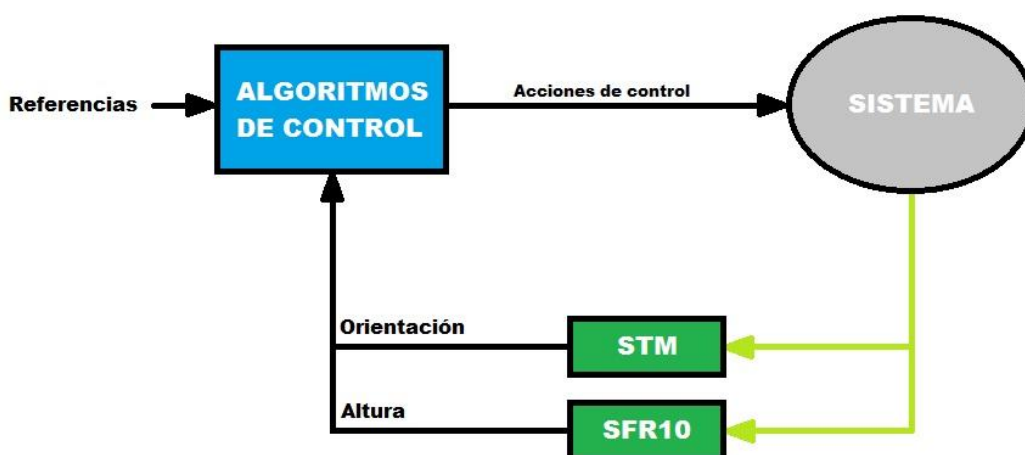 Referencias
ALGORITMOS
DE CONTROL
Acciones de control
SISTEMA
Orientación
STM
Altura
SFR10